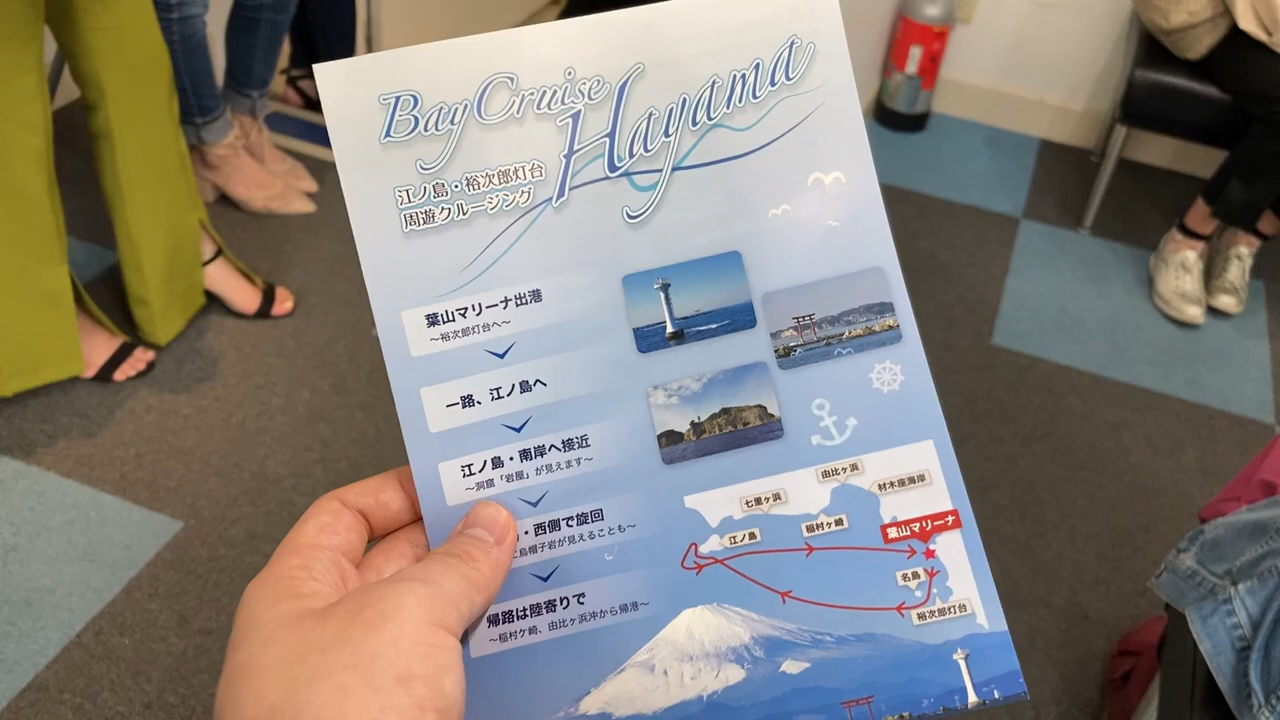 Bay Cruise
Hayama
江ノ島・裕次郎灯台
周遊クルージング
葉山マリーナ出港
〜裕次郎灯台へ〜
一路、江ノ島へ
江ノ島・南岸へ接近
〜洞窟「岩屋」が見えます〜
・西側で旋回
烏帽子岩が見えることも〜
帰路は陸寄りで
〜稲村ケ崎、由比ヶ浜沖から帰港〜
由比ヶ浜
七里ヶ浜
材木座海岸
江ノ島
稲村ケ崎
葉山マリーナ
名島
裕次郎灯台